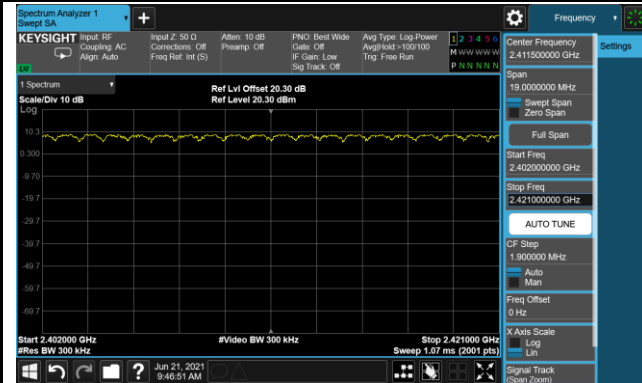 Spectrum Analyzer 1
Swept SA
+
Frequency
KEYSIGHT
Input: RF
Coupling: AC
Align: Auto
Input Z: 50 Ω
Corrections: Off
Freq Ref: Int (S)
Atten: 10 dB
Preamp: Off
PNO: Best Wide
Gate: Off
IF Gain: Low
Sig Track: Off
Avg Type: Log-Power
Avg|Hold:>100/100
Trig: Free Run
1 2 3 4 5 6
M W W W W W
P N N N N N
1 Spectrum
Scale/Div 10 dB
Log
Ref Lvl Offset 20.30 dB
Ref Level 20.30 dBm
10.3
0.300
-9.70
-19.7
-29.7
-39.7
-49.7
-59.7
-69.7
Start 2.402000 GHz
#Res BW 300 kHz
#Video BW 300 kHz
Stop 2.421000 GHz
Sweep 1.07 ms (2001 pts)
Center Frequency
2.411500000 GHz
Span
19.0000000 MHz
Swept Span
Zero Span
Full Span
Start Freq
2.402000000 GHz
Stop Freq
2.421000000 GHz
AUTO TUNE
CF Step
1.900000 MHz
Auto
Man
Freq Offset
0 Hz
X Axis Scale
Log
Lin
Signal Track
(Span Zoom)
Settings
?
Jun 21, 2021
9:46:51 AM